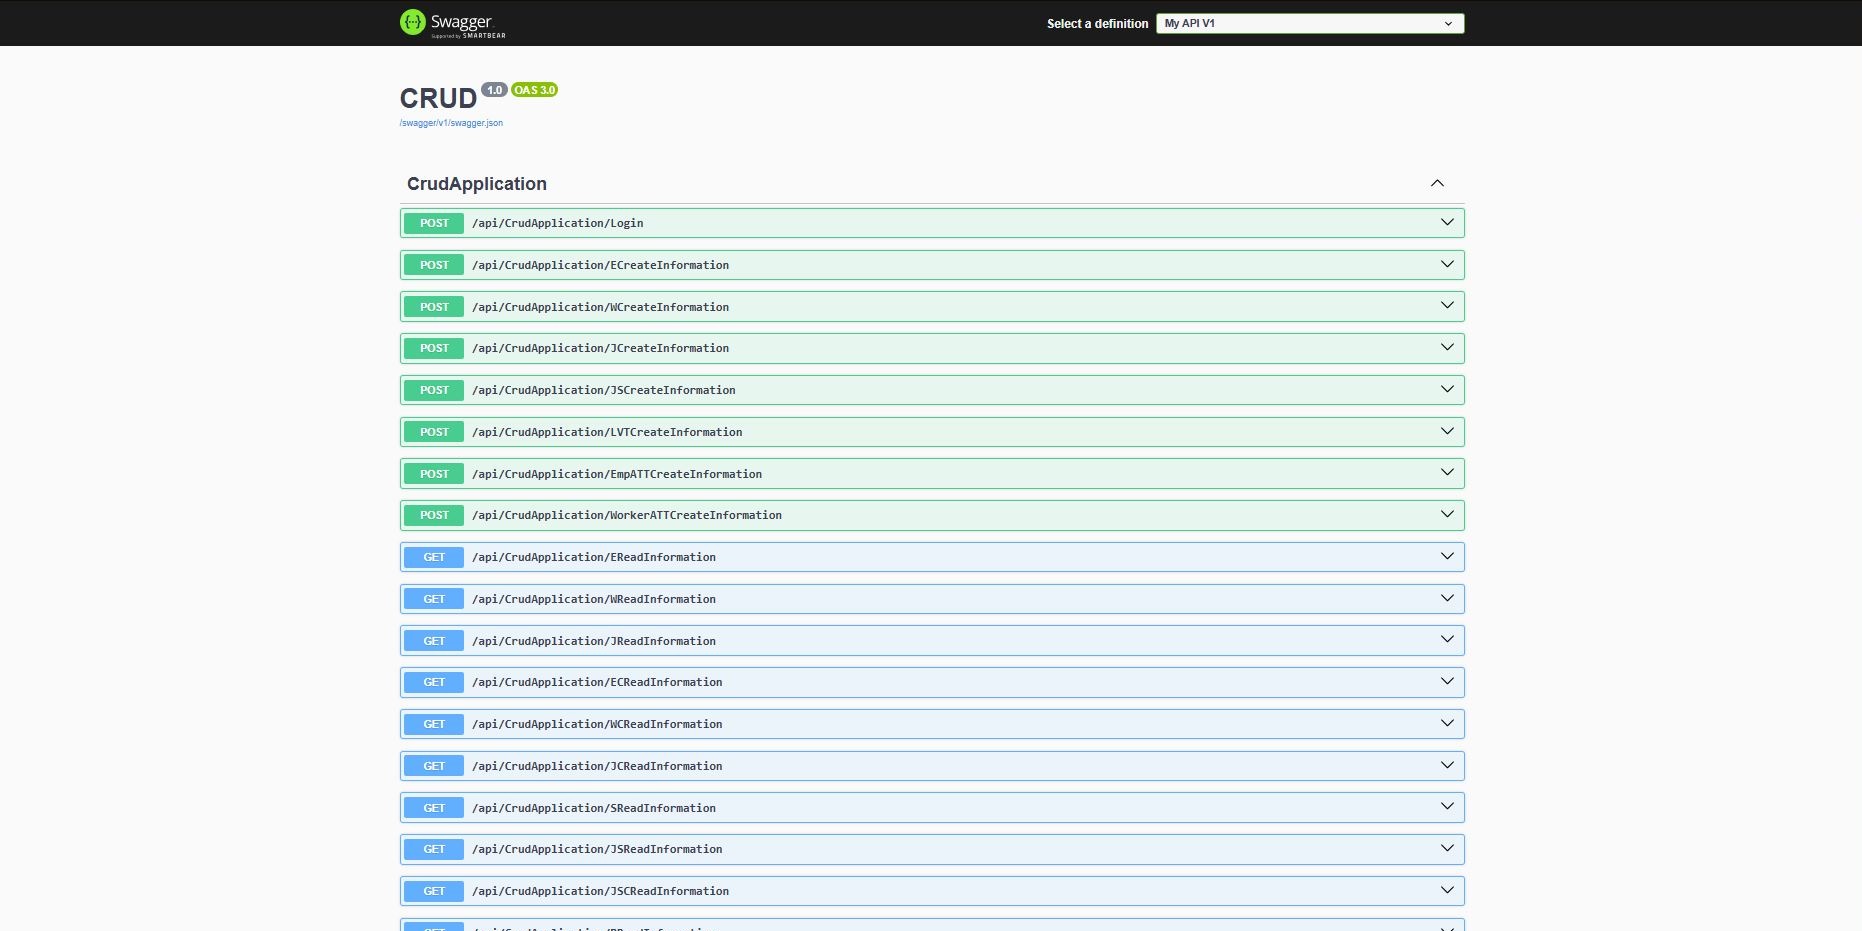 Swagger
Supported by SMARTBEAR
Select a definition
My API V1
CRUD 1.0 OAS 3.0
/swagger/v1/swagger.json
CrudApplication
POST /api/CrudApplication/Login
POST /api/CrudApplication/ECreateInformation
POST /api/CrudApplication/WCreateInformation
POST /api/CrudApplication/JCreateInformation
POST /api/CrudApplication/JSCreateInformation
POST /api/CrudApplication/LVTCreateInformation
POST /api/CrudApplication/EmpATTCreateInformation
POST /api/CrudApplication/WorkerATTCreateInformation
GET /api/CrudApplication/EReadInformation
GET /api/CrudApplication/WReadInformation
GET /api/CrudApplication/JReadInformation
GET /api/CrudApplication/ECReadInformation
GET /api/CrudApplication/WCReadInformation
GET /api/CrudApplication/JCReadInformation
GET /api/CrudApplication/SReadInformation
GET /api/CrudApplication/JSReadInformation
GET /api/CrudApplication/JSCReadInformation
GET